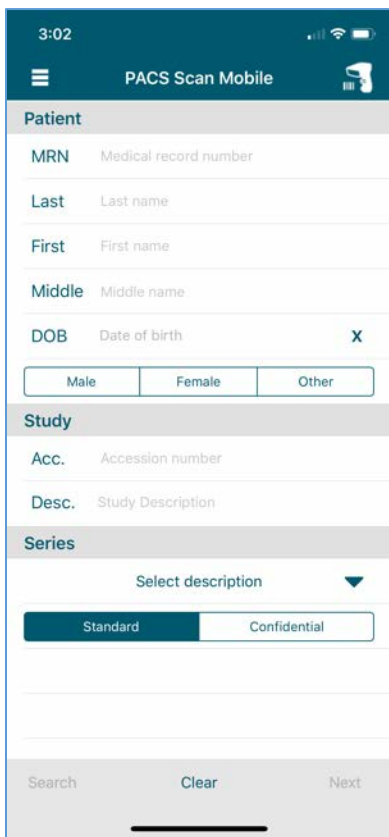 3:02
PACS Scan Mobile
Patient
MRN Medical record number
Last Last name
First First name
Middle Middle name
DOB Date of birth X
Male Female Other
Study
Acc. Accession number
Desc. Study Description
Series
Select description
Standard Confidential
Search Clear Next